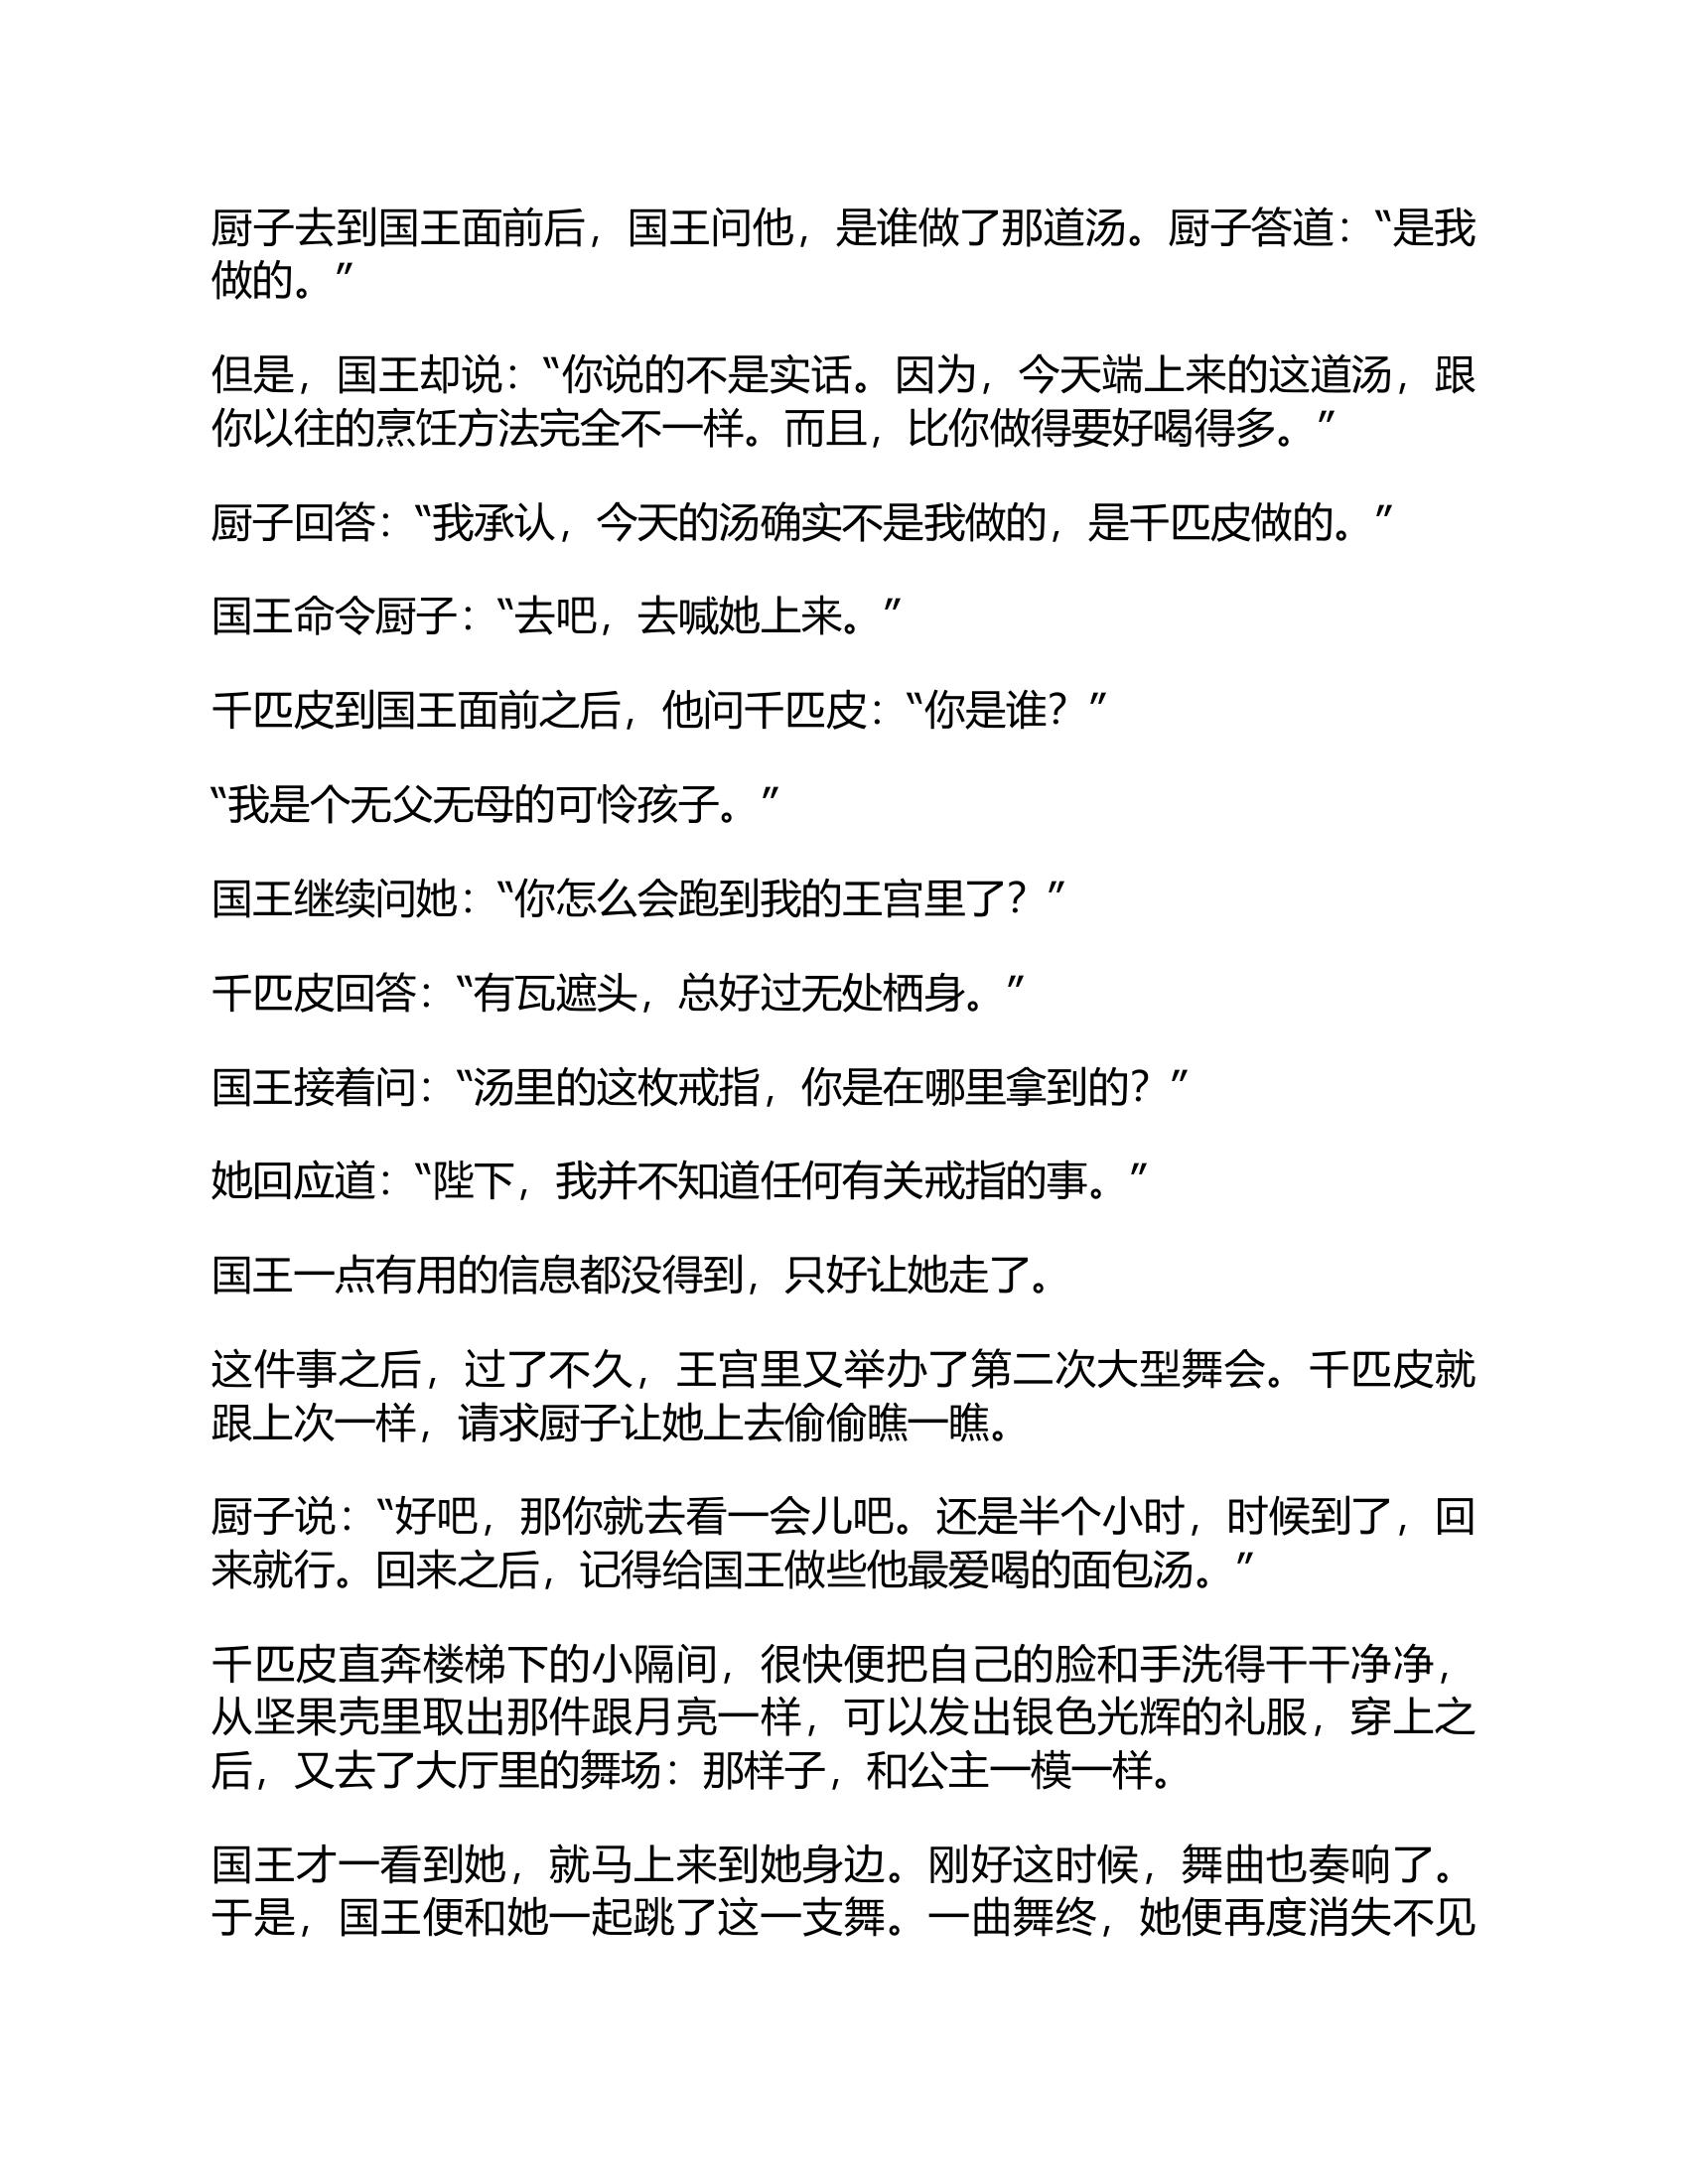 厨子去到国王面前后，国王问他，是谁做了那道汤。厨子答道：“是我
做的。”
但是，国王却说：“你说的不是实话。因为，今天端上来的这道汤，跟
你以往的烹饪方法完全不一样。而且，比你做得要好喝得多。”
厨子回答：“我承认，今天的汤确实不是我做的，是千匹皮做的。”
国王命令厨子：“去吧，去喊她上来。”
千匹皮到国王面前之后，他问千匹皮：“你是谁？”
“我是个无父无母的可怜孩子。”
国王继续问她：“你怎么会跑到我的王宫里了？”
千匹皮回答：“有瓦遮头，总好过无处栖身。”
国王接着问：“汤里的这枚戒指，你是在哪里拿到的？”
她回应道：“陛下，我并不知道任何有关戒指的事。”
国王一点有用的信息都没得到，只好让她走了。
这件事之后，过了不久，王宫里又举办了第二次大型舞会。千匹皮就
跟上次一样，请求厨子让她上去偷偷瞧一瞧。
厨子说：“好吧，那你就去看一会儿吧。还是半个小时，时候到了，回
来就行。回来之后，记得给国王做些他最爱喝的面包汤。”
千匹皮直奔楼梯下的小隔间，很快便把自己的脸和手洗得干干净净，
从坚果壳里取出那件跟月亮一样，可以发出银色光辉的礼服，穿上之
后，又去了大厅里的舞场：那样子，和公主一模一样。
国王才一看到她，就马上来到她身边。刚好这时候，舞曲也奏响了。
于是，国王便和她一起跳了这一支舞。一曲舞终，她便再度消失不见